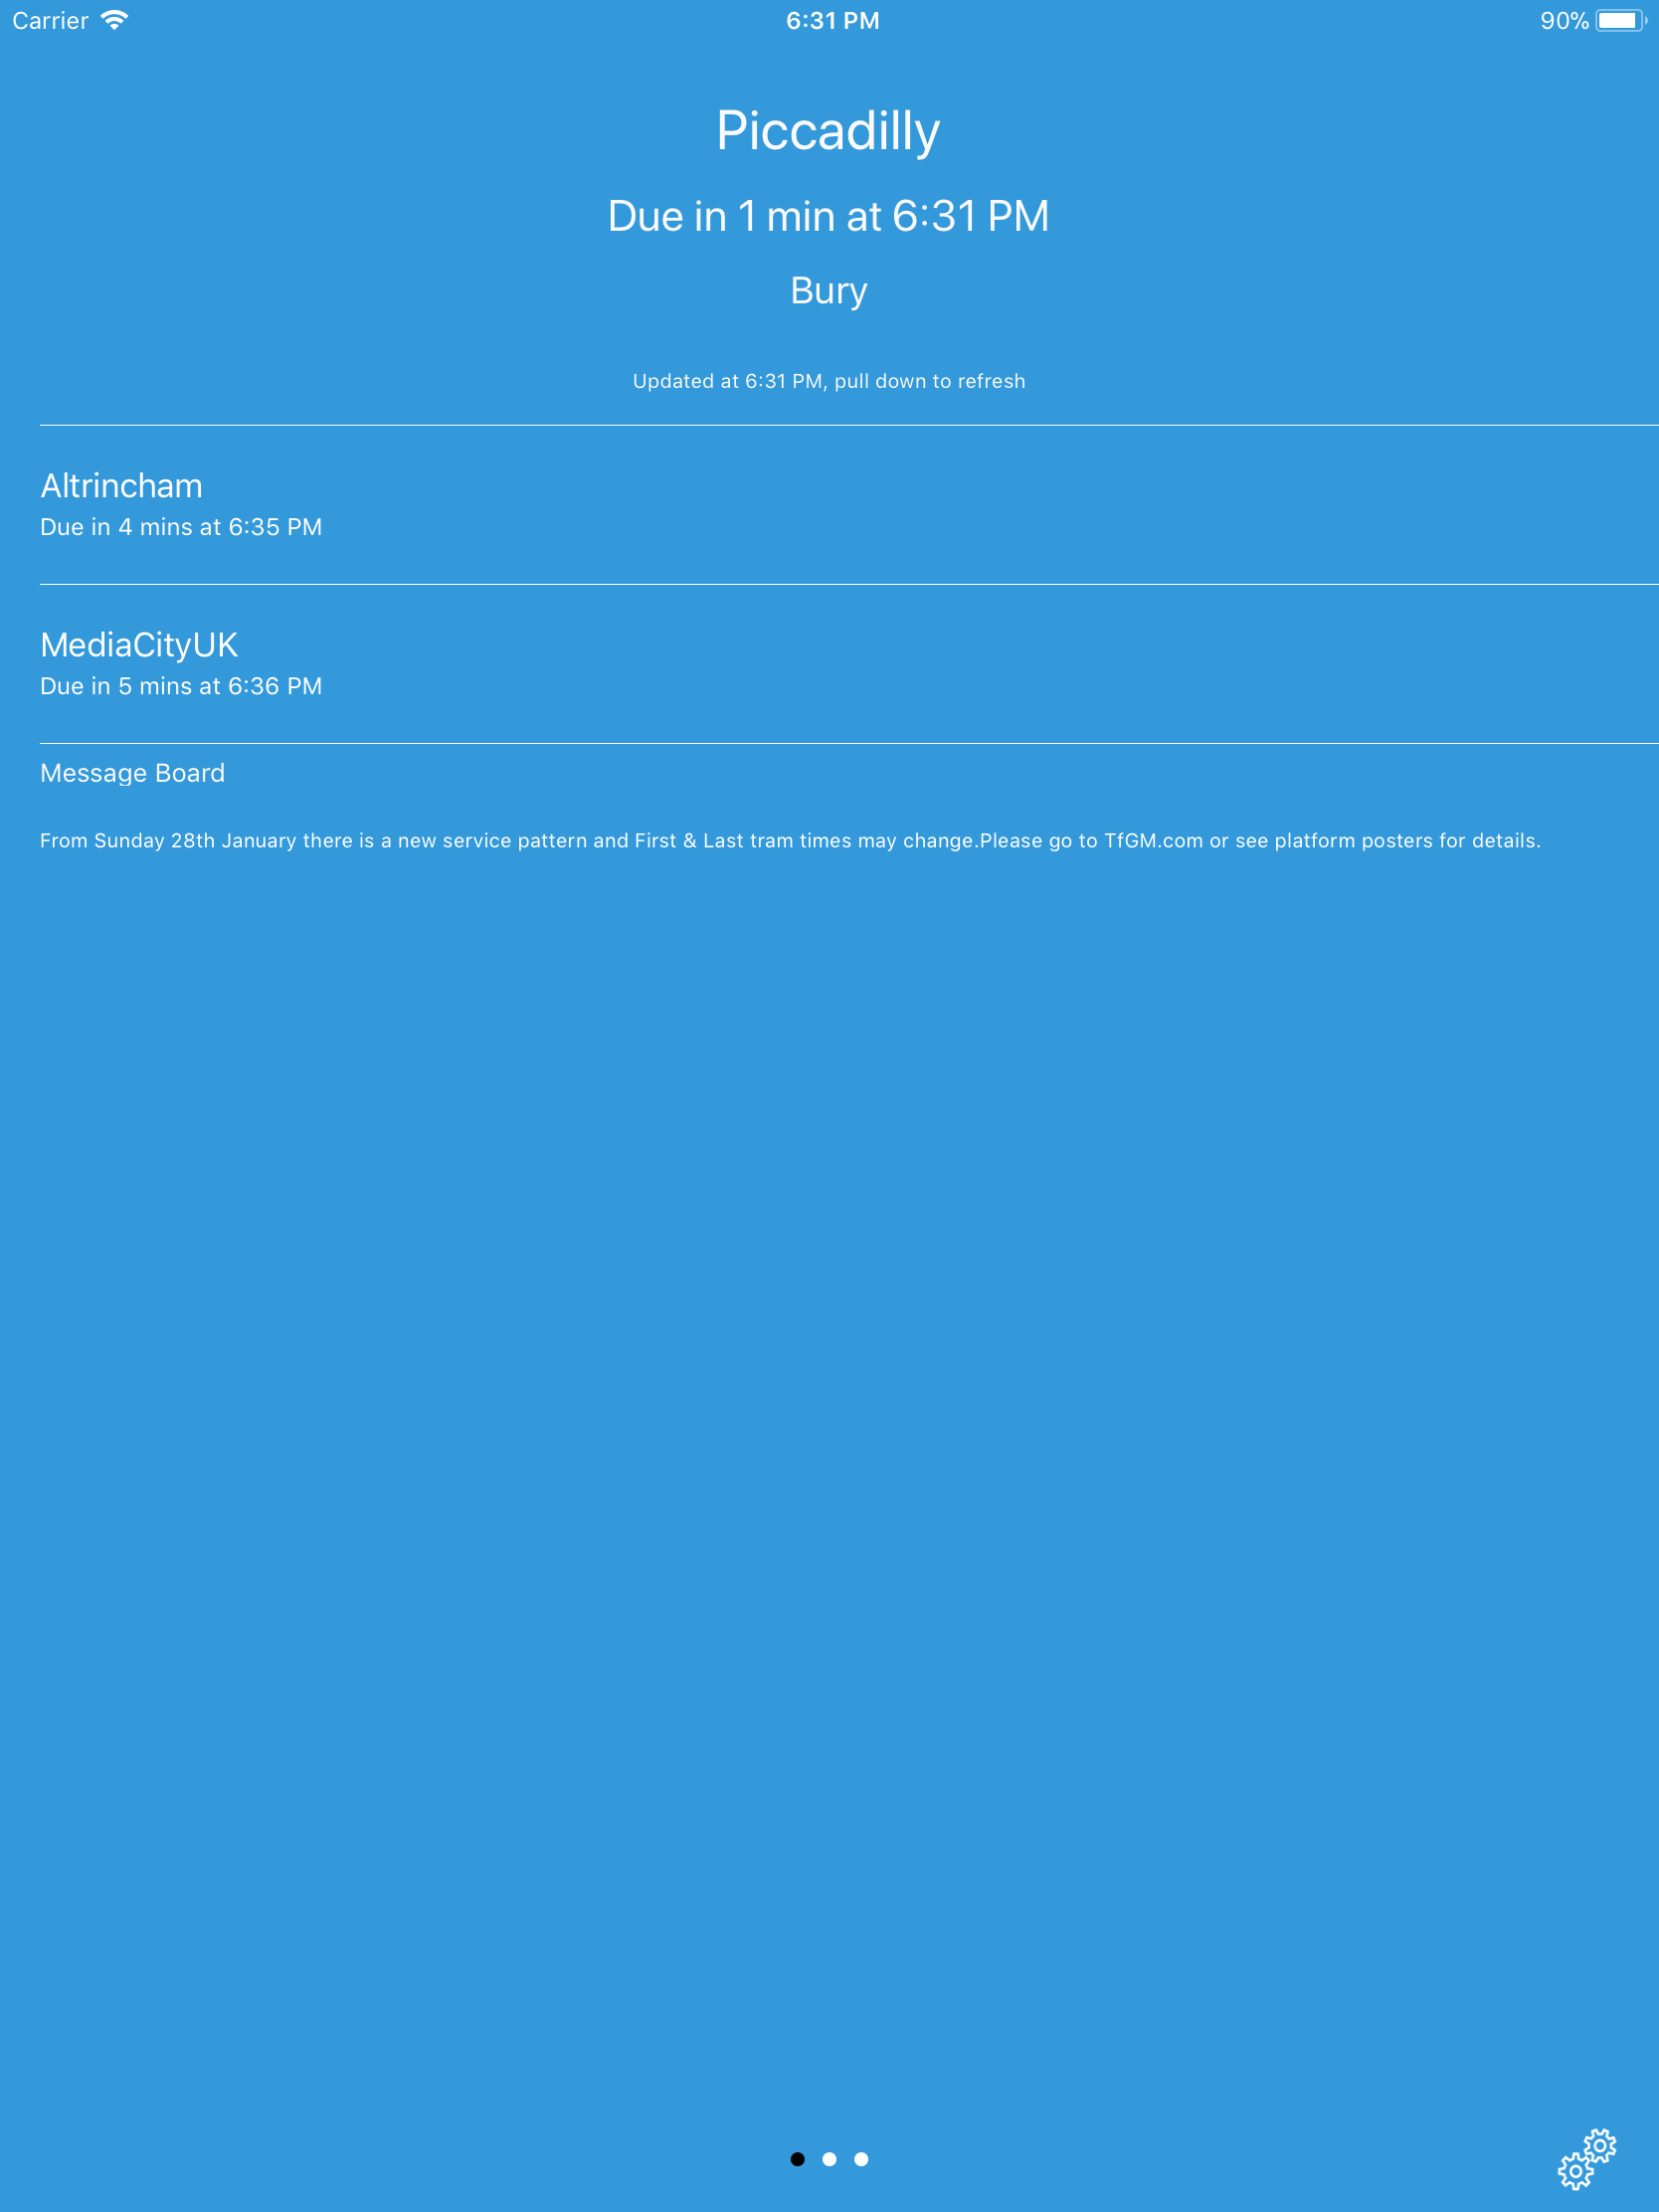 Carrier 6:31 PM 90%
Piccadilly
Due in 1 min at 6:31 PM
Bury
Updated at 6:31 PM, pull down to refresh
Altrincham
Due in 4 mins at 6:35 PM
MediaCityUK
Due in 5 mins at 6:36 PM
Message Board
From Sunday 28th January there is a new service pattern and First & Last tram times may change.Please go to TfGM.com or see platform posters for details.